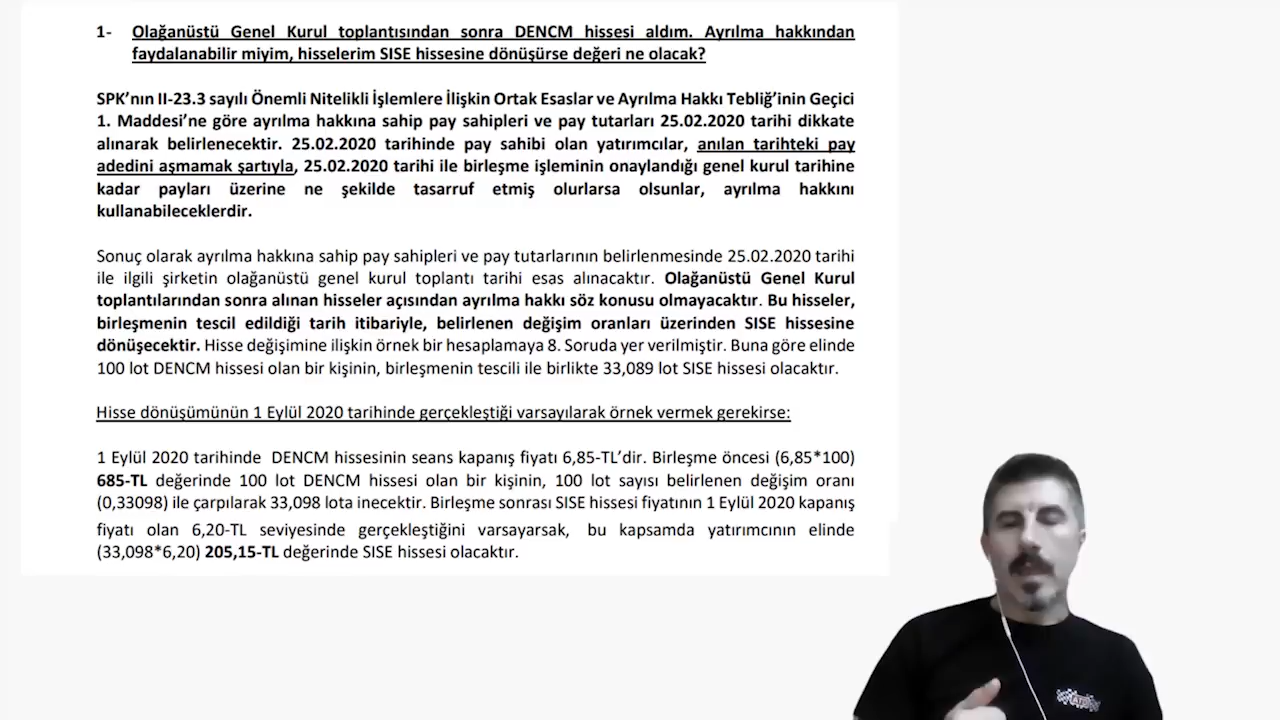 1- Olağanüstü Genel Kurul toplantısından sonra DENCM hissesi aldım. Ayrılma hakkından
faydalanabilir miyim, hisselerim SISE hissesine dönüşürse değeri ne olacak?
SPK’nın II-23.3 sayılı Önemli Nitelikli İşlemlere İlişkin Ortak Esaslar ve Ayrılma Hakkı Tebliğ’inin Geçici
1. Maddesi’ne göre ayrılma hakkına sahip pay sahipleri ve pay tutarları 25.02.2020 tarihi dikkate
alınarak belirlenecektir. 25.02.2020 tarihinde pay sahibi olan yatırımcılar, anılan tarihteki pay
adedini aşmamak şartıyla, 25.02.2020 tarihi ile birleşme işleminin onaylandığı genel kurul tarihine
kadar payları üzerine ne şekilde tasarruf etmiş olurlarsa olsunlar, ayrılma hakkını
kullanabileceklerdir.
Sonuç olarak ayrılma hakkına sahip pay sahipleri ve pay tutarlarının belirlenmesinde 25.02.2020 tarihi
ile ilgili şirketin olağanüstü genel kurul toplantı tarihi esas alınacaktır. Olağanüstü Genel Kurul
toplantılarından sonra alınan hisseler açısından ayrılma hakkı söz konusu olmayacaktır. Bu hisseler,
birleşmenin tescil edildiği tarih itibariyle, belirlenen değişim oranları üzerinden SISE hissesine
dönüşecektir. Hisse değişimine ilişkin örnek bir hesaplamaya 8. Soruda yer verilmiştir. Buna göre elinde
100 lot DENCM hissesi olan bir kişinin, birleşmenin tescili ile birlikte 33,089 lot SISE hissesi olacaktır.
Hisse dönüşümünün 1 Eylül 2020 tarihinde gerçekleştiği varsayılarak örnek vermek gerekirse:
1 Eylül 2020 tarihinde DENCM hissesinin seans kapanış fiyatı 6,85-TL’dir. Birleşme öncesi (6,85*100)
685-TL değerinde 100 lot DENCM hissesi olan bir kişinin, 100 lot sayısı belirlenen değişim oranı
(0,33098) ile çarpılarak 33,098 lota inecektir. Birleşme sonrası SISE hissesi fiyatının 1 Eylül 2020 kapanış
fiyatı olan 6,20-TL seviyesinde gerçekleştiğini varsayarsak, bu kapsamda yatırımcının elinde
(33,098*6,20) 205,15-TL değerinde SISE hissesi olacaktır.